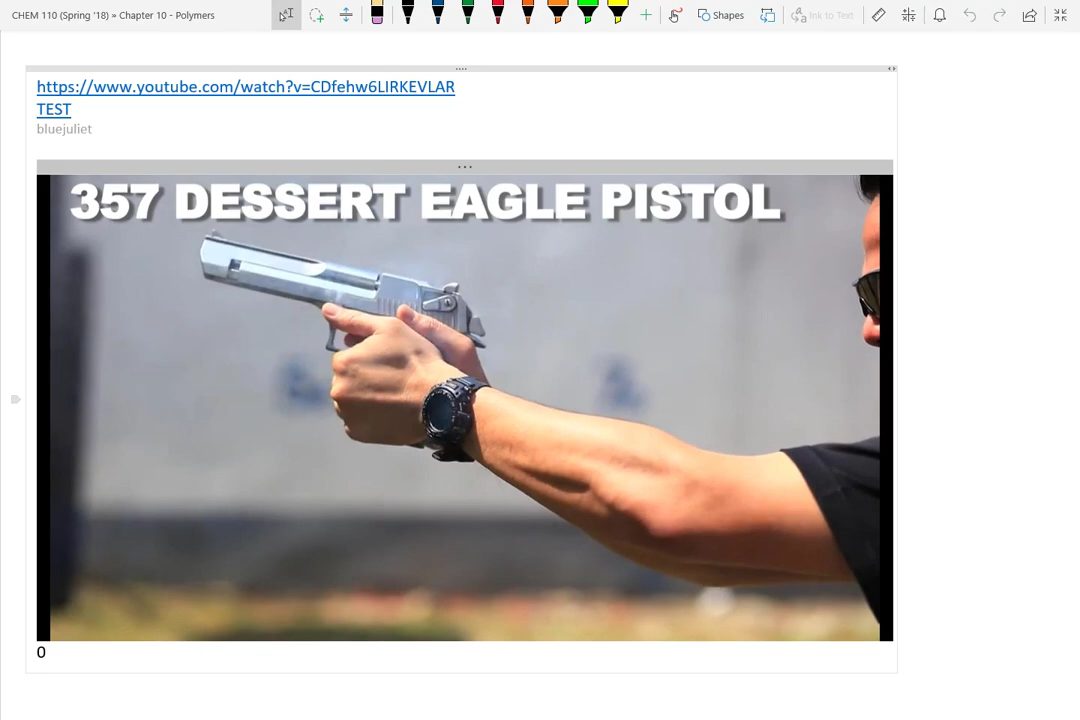 CHEM 110 (Spring '18) » Chapter 10 - Polymers
Shapes
Ink to Text
https://www.youtube.com/watch?v=CDfehw6LIRKEVLAR
TEST
bluejuliet
357 DESSERT EAGLE PISTOL
0